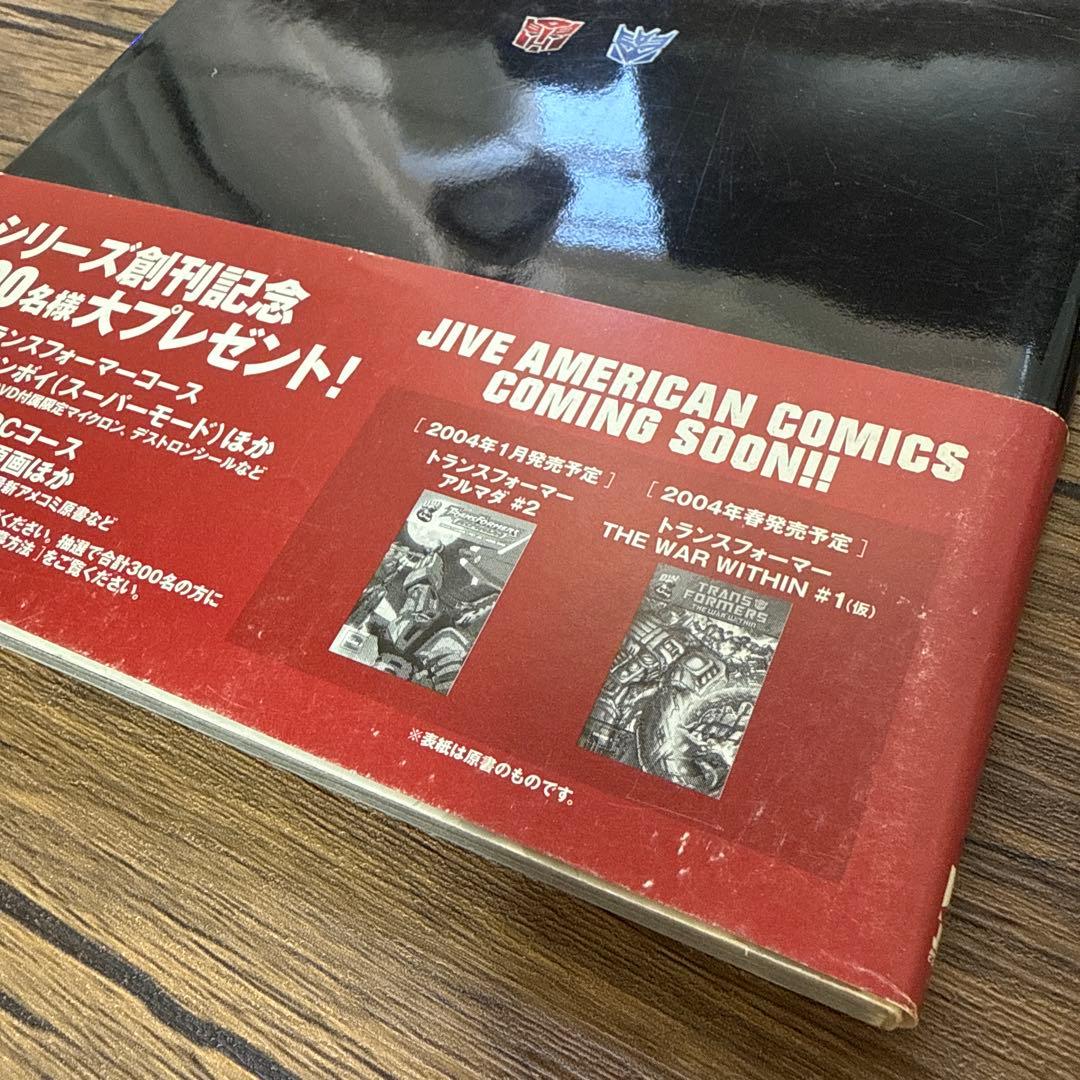 シリーズ創刊記念
00名様大プレゼント!
ランスフォーマーコース
ンボイ(スーパーモード)ほか
VD付属限定マイクロン、デストロンシールなど
Cコース
原画ほか
最新アメコミ原書など
ください。抽選で合計300名の方に
方法]をご覧ください。
JIVE AMERICAN COMICS
COMING SOON!!
[ 2004年1月発売予定 ]
トランスフォーマー
アルマダ #2
TRANSFORMERS
[ 2004年春発売予定 ]
トランスフォーマー
THE WAR WITHIN #1(仮)
TRANS
FORMERS
THE WAR WITHIN
※表紙は原書のものです。